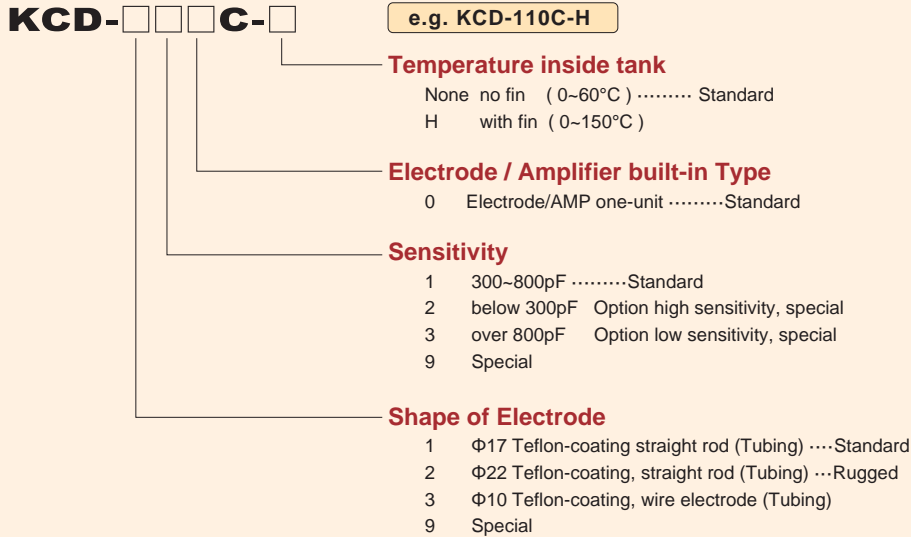 KCD-□□□C-□ e.g. KCD-110C-H
Temperature inside tank
None no fin ( 0~60°C ) ········· Standard
H with fin ( 0~150°C )
Electrode / Amplifier built-in Type
0 Electrode/AMP one-unit ·········Standard
Sensitivity
1 300~800pF ·········Standard
2 below 300pF Option high sensitivity, special
3 over 800pF Option low sensitivity, special
9 Special
Shape of Electrode
1 Φ17 Teflon-coating straight rod (Tubing) ····Standard
2 Φ22 Teflon-coating, straight rod (Tubing) ···Rugged
3 Φ10 Teflon-coating, wire electrode (Tubing)
9 Special